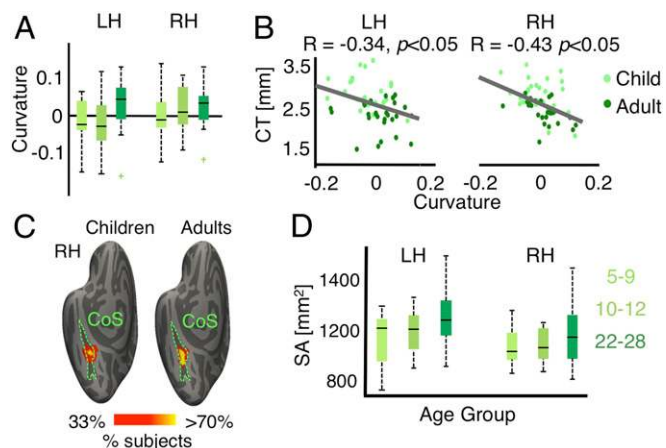 A
LH
RH
Curvature
0.1
0
-0.1
B
LH
RH
R = -0.34, p<0.05
R = -0.43 p<0.05
CT [mm]
3.5
2.5
1.5
-0.2
0
0.2
-0.2
0
0.2
Curvature
Child
Adult
C
Children
Adults
RH
CoS
CoS
33%
>70%
% subjects
D
LH
RH
SA [mm²]
1400
1200
800
Age Group
5-9
10-12
22-28